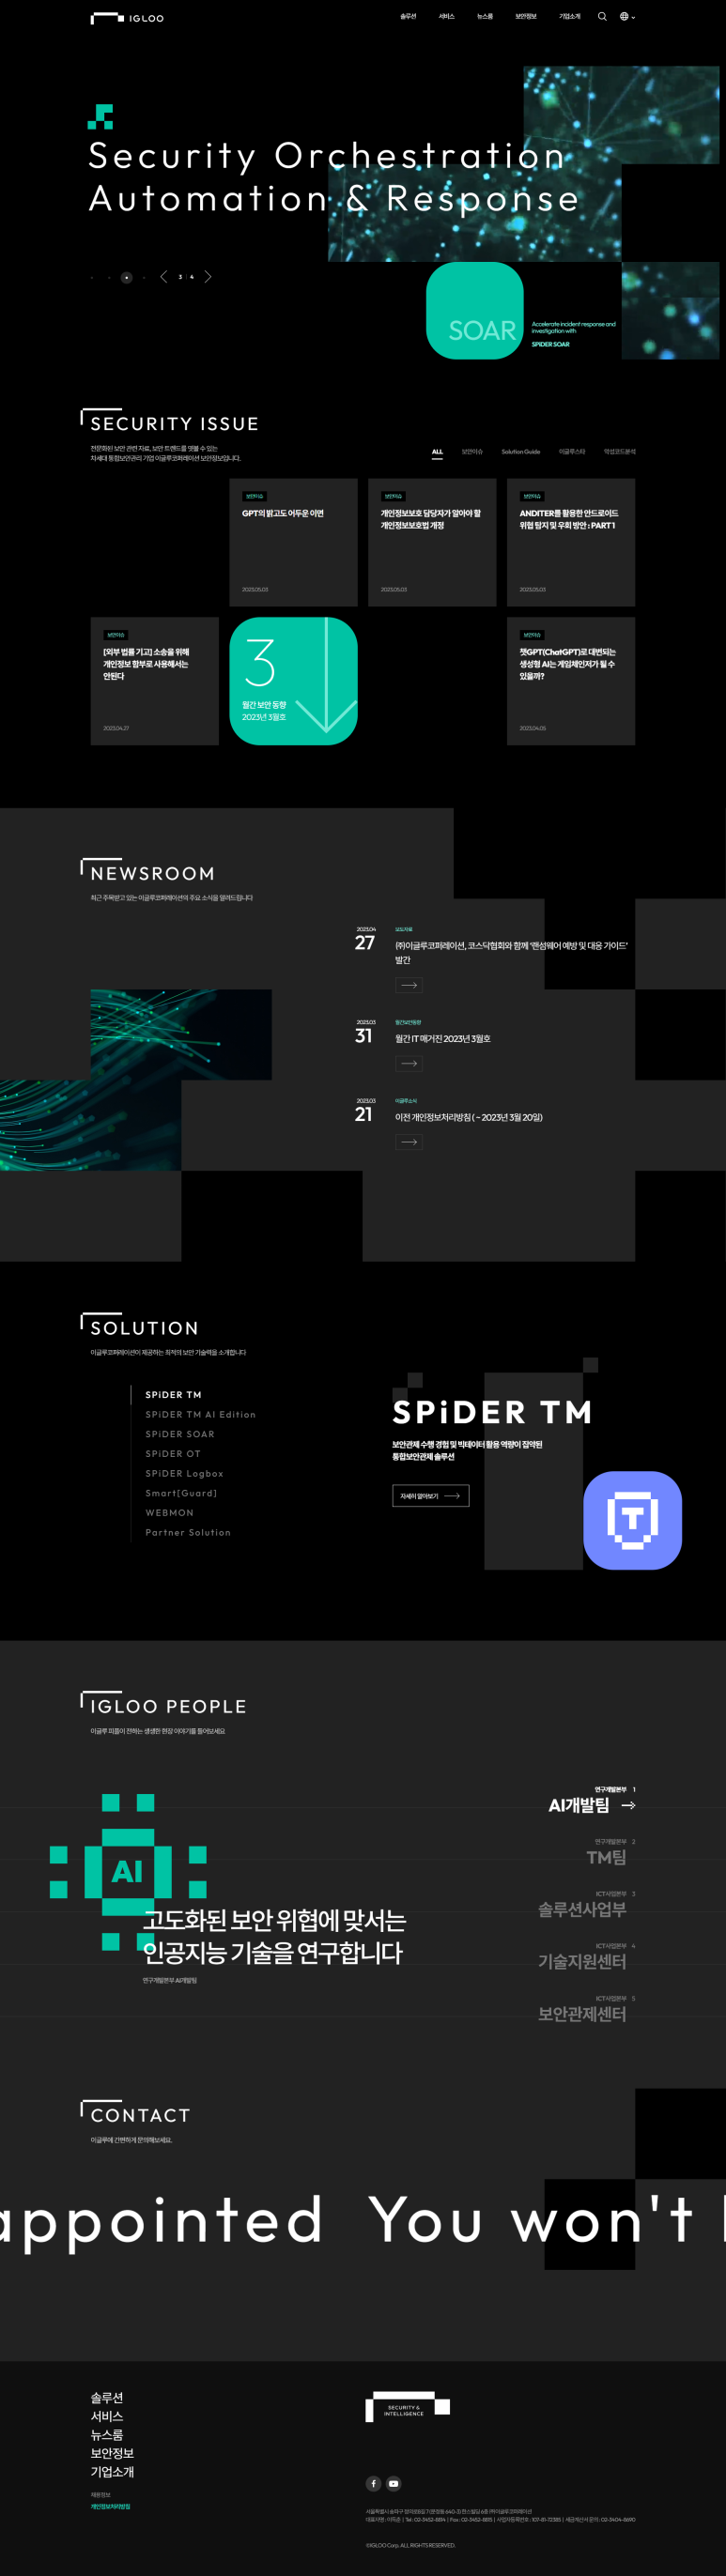 IGLOO
솔루션 서비스 뉴스룸 보안정보 기업소개
Security Orchestration
Automation & Response
3 4
SOAR
Accelerate incident response and
investigation with
SPiDER SOAR
SECURITY ISSUE
전문화된 보안 관련 자료, 보안 트렌드를 엿볼 수 있는
차세대 통합보안관리 기업 이글루코퍼레이션 보안정보입니다.
ALL 보안이슈 Solution Guide 이글루스타 악성코드분석
보안이슈
GPT의 밝고도 어두운 이면
2023.05.03
보안이슈
개인정보보호 담당자가 알아야 할
개인정보보호법 개정
2023.05.03
보안이슈
ANDITER를 활용한 안드로이드
위협 탐지 및 우회 방안 : PART 1
2023.05.03
보안이슈
[외부 법률 기고] 소송을 위해
개인정보 함부로 사용해서는
안된다
2023.04.27
3
월간 보안 동향
2023년 3월호
보안이슈
챗GPT(ChatGPT)로 대변되는
생성형 AI는 게임체인저가 될 수
있을까?
2023.04.05
NEWSROOM
최근 주목받고 있는 이글루코퍼레이션의 주요 소식을 알려드립니다
2023.04
27
보도자료
㈜이글루코퍼레이션, 코스닥협회와 함께 '랜섬웨어 예방 및 대응 가이드'
발간
2023.03
31
월간보안동향
월간 IT 매거진 2023년 3월호
2023.03
21
이글루소식
이전 개인정보처리방침 ( ~ 2023년 3월 20일)
SOLUTION
이글루코퍼레이션이 제공하는 최적의 보안 기술력을 소개합니다
SPiDER TM
SPiDER TM AI Edition
SPiDER SOAR
SPiDER OT
SPiDER Logbox
Smart[Guard]
WEBMON
Partner Solution
SPiDER TM
보안관제 수행 경험 및 빅데이터 활용 역량이 집약된
통합보안관제 솔루션
자세히 알아보기
T
IGLOO PEOPLE
이글루 피플이 전하는 생생한 현장 이야기를 들어보세요
AI
고도화된 보안 위협에 맞서는
인공지능 기술을 연구합니다
연구개발본부 AI개발팀
연구개발본부 1
AI개발팀
연구개발본부 2
TM팀
ICT사업본부 3
솔루션사업부
ICT사업본부 4
기술지원센터
ICT사업본부 5
보안관제센터
CONTACT
이글루에 간편하게 문의해보세요.
appointed You won't
솔루션
서비스
뉴스룸
보안정보
기업소개
채용정보
개인정보처리방침
SECURITY &
INTELLIGENCE
©IGLOO Corp. ALL RIGHTS RESERVED.